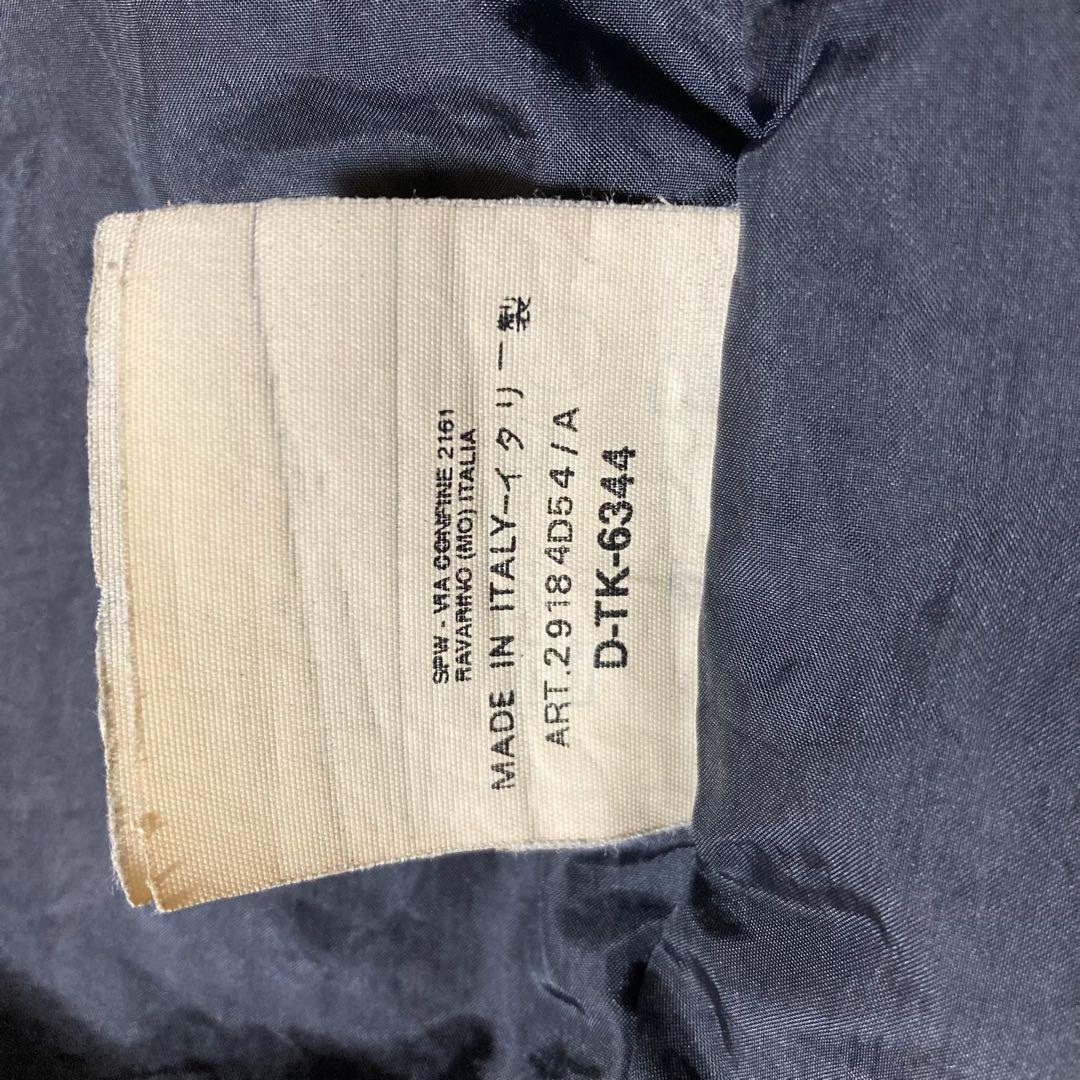 SPW - VIA CONFINE 2161
RAVARINO (MO) ITALIA
MADE IN ITALY-イタリー製
ART.29184D54/A
D-TK-6344